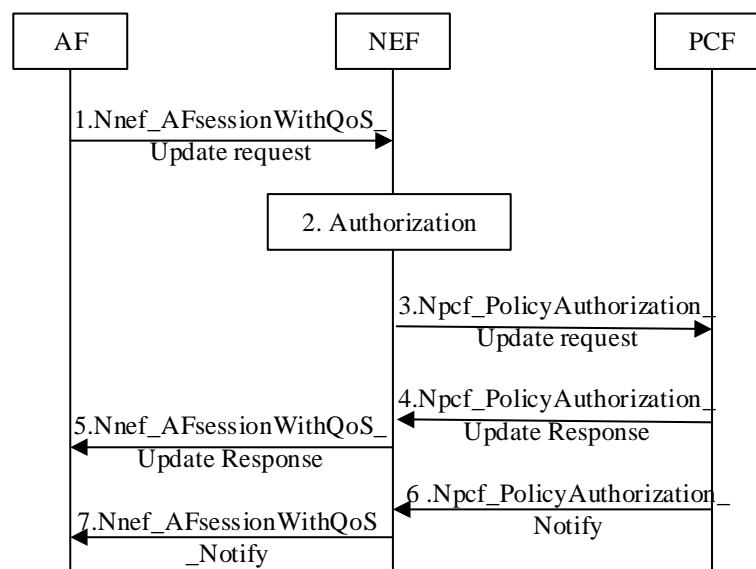 AF
NEF
PCF
1.Nnef_AFsessionWithQoS_
Update request
2. Authorization
3.Npcf_PolicyAuthorization_
Update request
4.Npcf_PolicyAuthorization_
Update Response
5.Nnef_AFsessionWithQoS_
Update Response
6 .Npcf_PolicyAuthorization_
Notify
7.Nnef_AFsessionWithQoS
_Notify